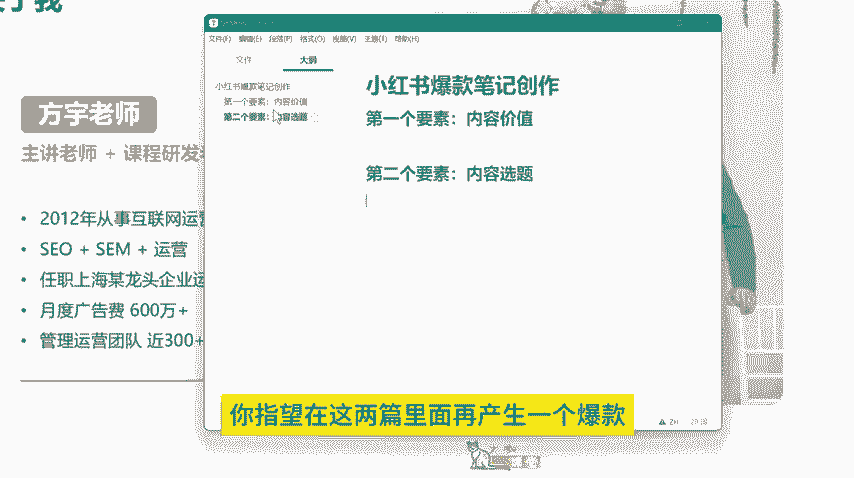 关于我
方宇老师
主讲老师 + 课程研发
2012年从事互联网运营
SEO + SEM + 运营
任职上海某龙头企业运
月度广告费 600万+
管理运营团队 近300+
文件(F) 编辑(E) 段落(P) 格式(O) 视图(V) 主题(T) 帮助(H)
文件 大纲
小红书爆款笔记创作
第一个要素：内容价值
第二个要素：内容选题
小红书爆款笔记创作
第一个要素：内容价值
第二个要素：内容选题
你指望在这两篇里面再产生一个爆款